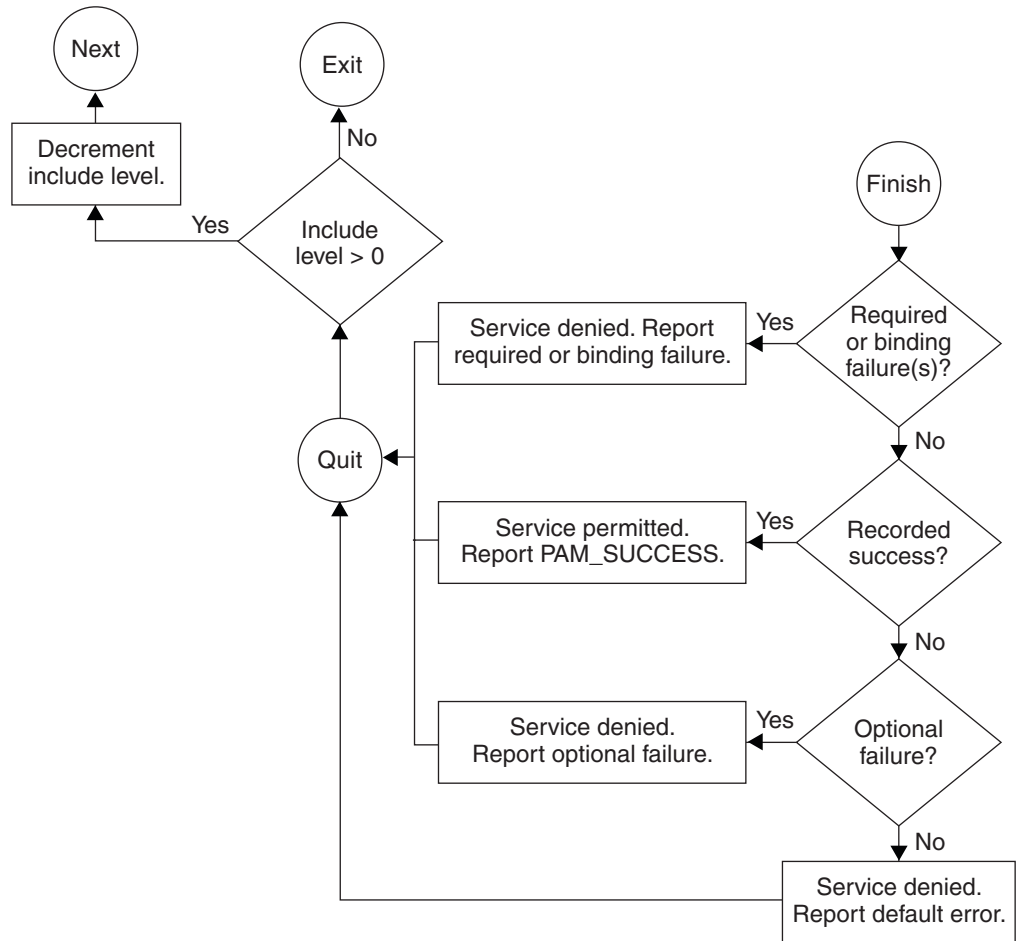 Next
Exit
Decrement
include level.
No
Finish
Yes
Include
level > 0
Service denied. Report
required or binding failure.
Yes
Required
or binding
failure(s)?
No
Quit
Service permitted.
Report PAM_SUCCESS.
Yes
Recorded
success?
No
Service denied.
Report optional failure.
Yes
Optional
failure?
No
Service denied.
Report default error.